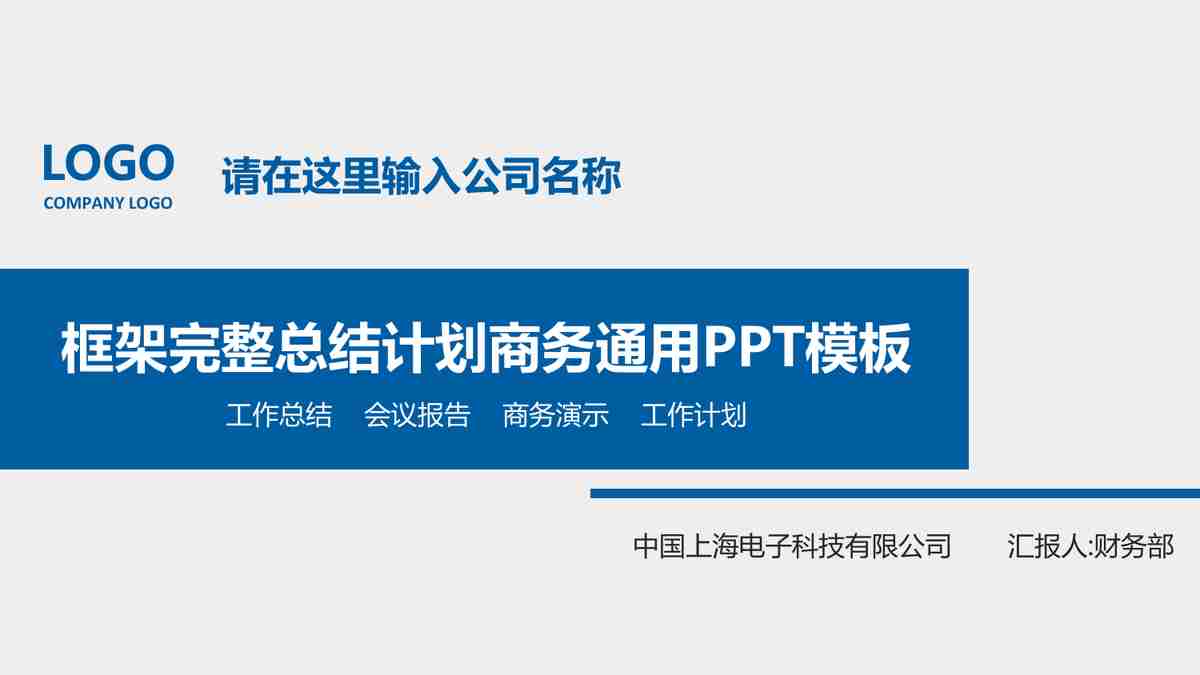 LOGO
COMPANY LOGO
请在这里输入公司名称
框架完整总结计划商务通用PPT模板
工作总结 会议报告 商务演示 工作计划
中国上海电子科技有限公司 汇报人:财务部